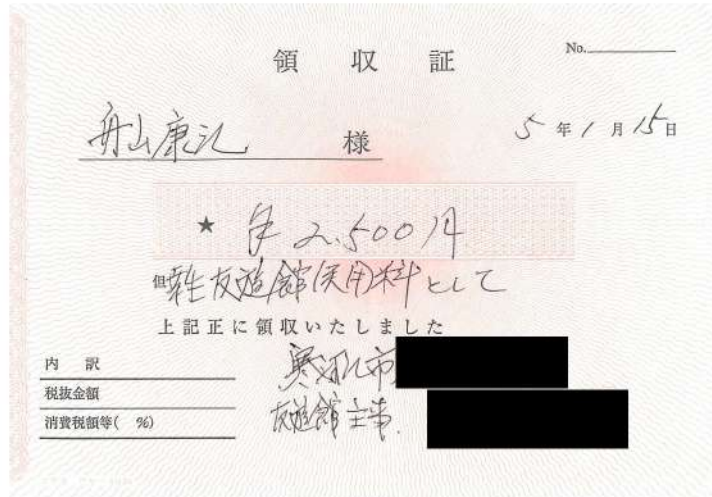 領収証
No.
舟山康江 様
5年1月15日
★ 金2,500円
但 友遊館使用料として
上記正に領収いたしました
内訳
税抜金額
消費税額等( %)
寒河江市
友遊館主事